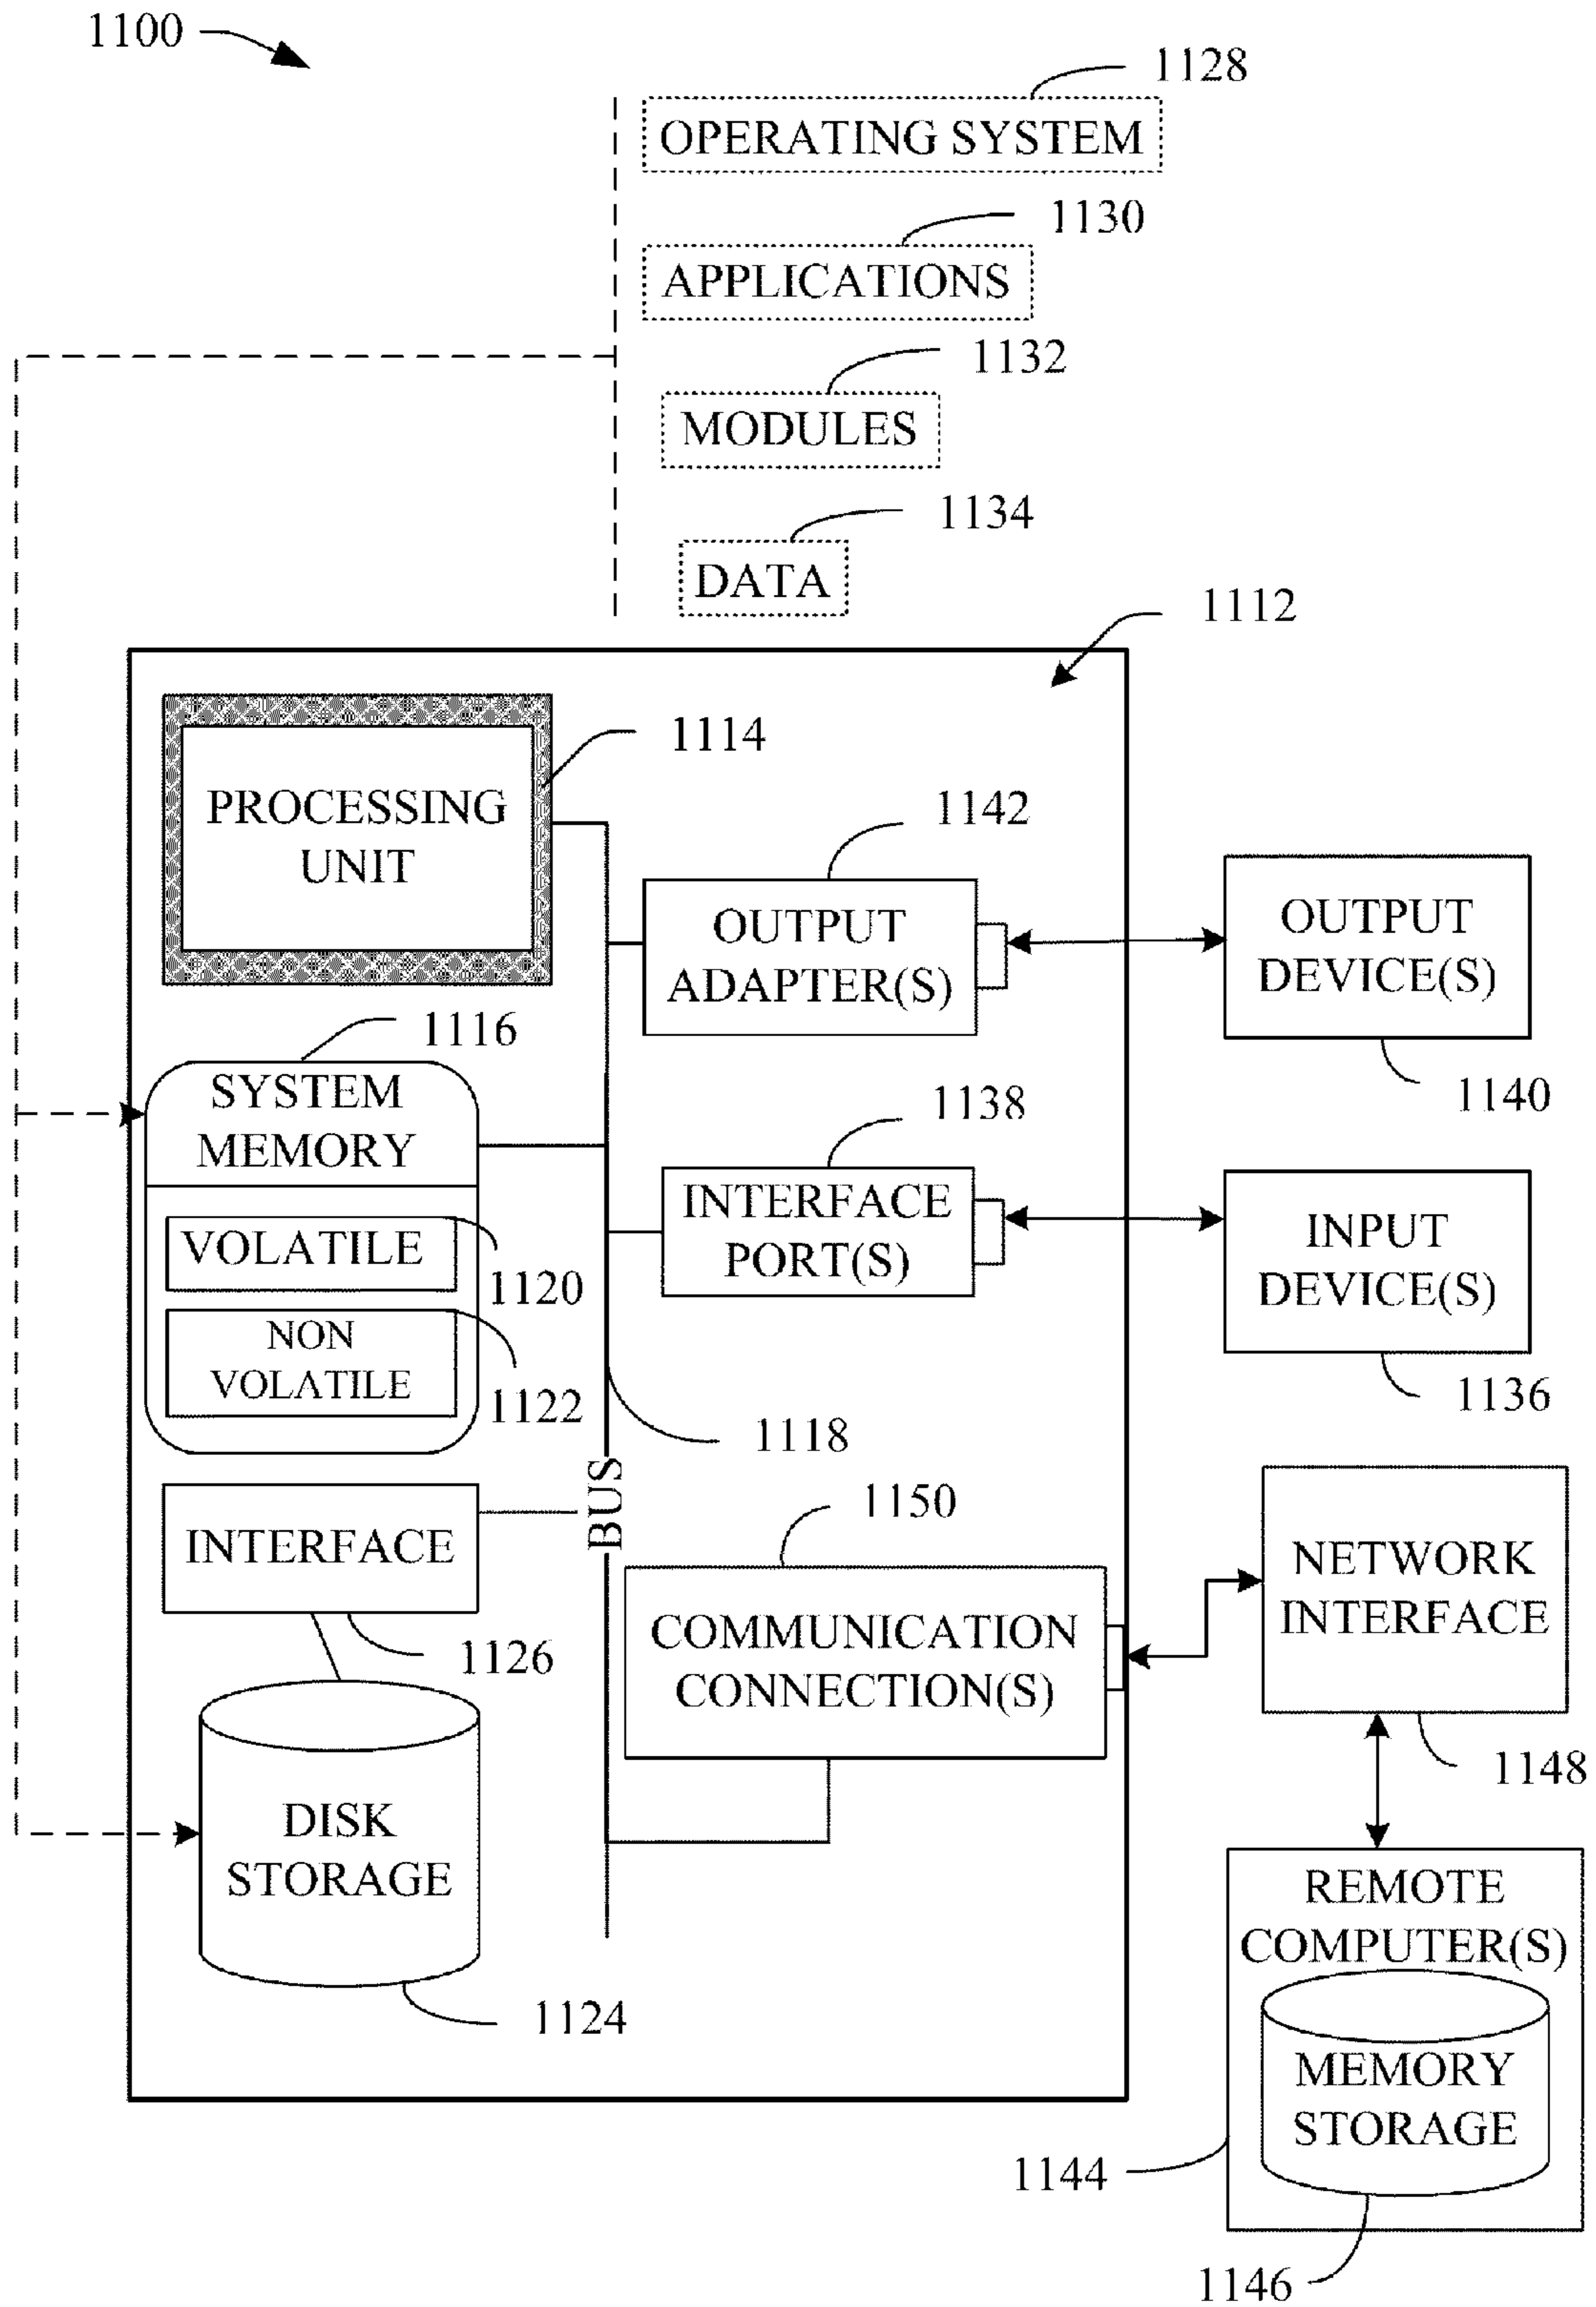 1100
1128
OPERATING SYSTEM
1130
APPLICATIONS
1132
MODULES
1134
DATA
1112
1114
PROCESSING
UNIT
1142
OUTPUT
ADAPTER(S)
OUTPUT
DEVICE(S)
1140
1116
SYSTEM
MEMORY
1138
INTERFACE
PORT(S)
INPUT
DEVICE(S)
1136
VOLATILE
1120
NON
VOLATILE
1122
1118
BUS
INTERFACE
1126
1150
COMMUNICATION
CONNECTION(S)
NETWORK
INTERFACE
1148
DISK
STORAGE
1124
REMOTE
COMPUTER(S)
MEMORY
STORAGE
1144
1146